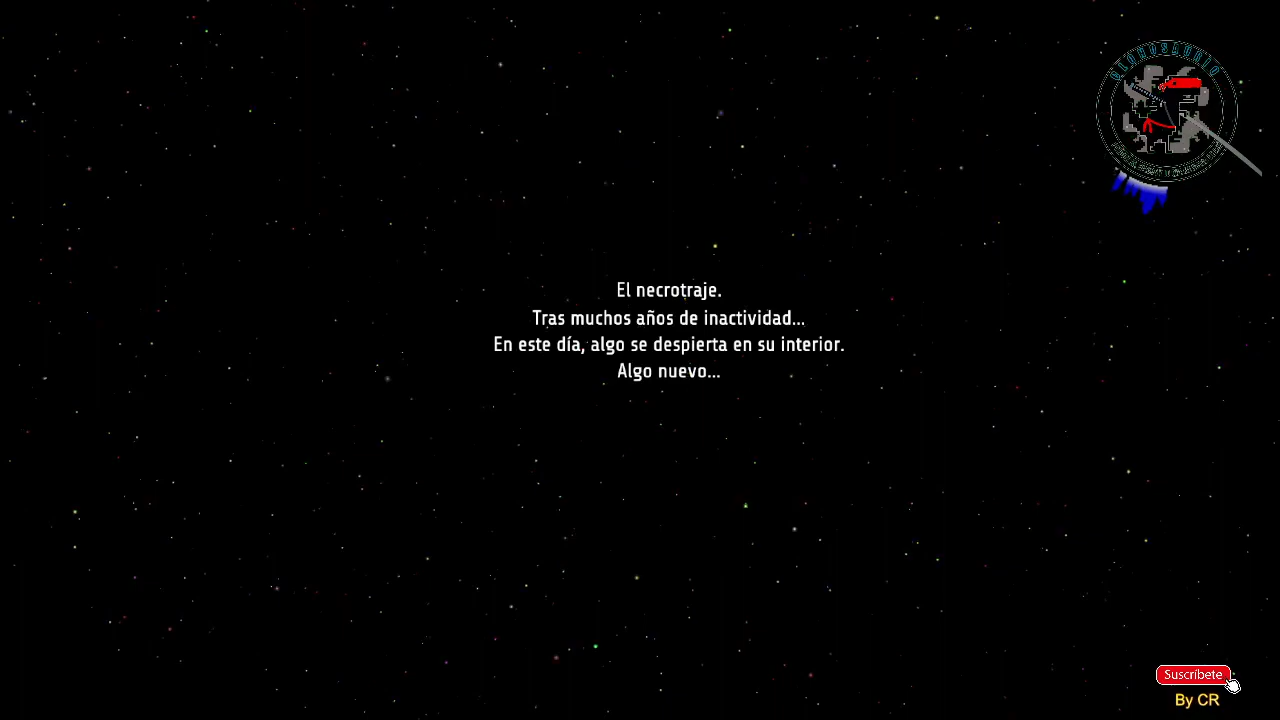 El necrotraje.
Tras muchos años de inactividad...
En este día, algo se despierta en su interior.
Algo nuevo...
Suscríbete
By CR